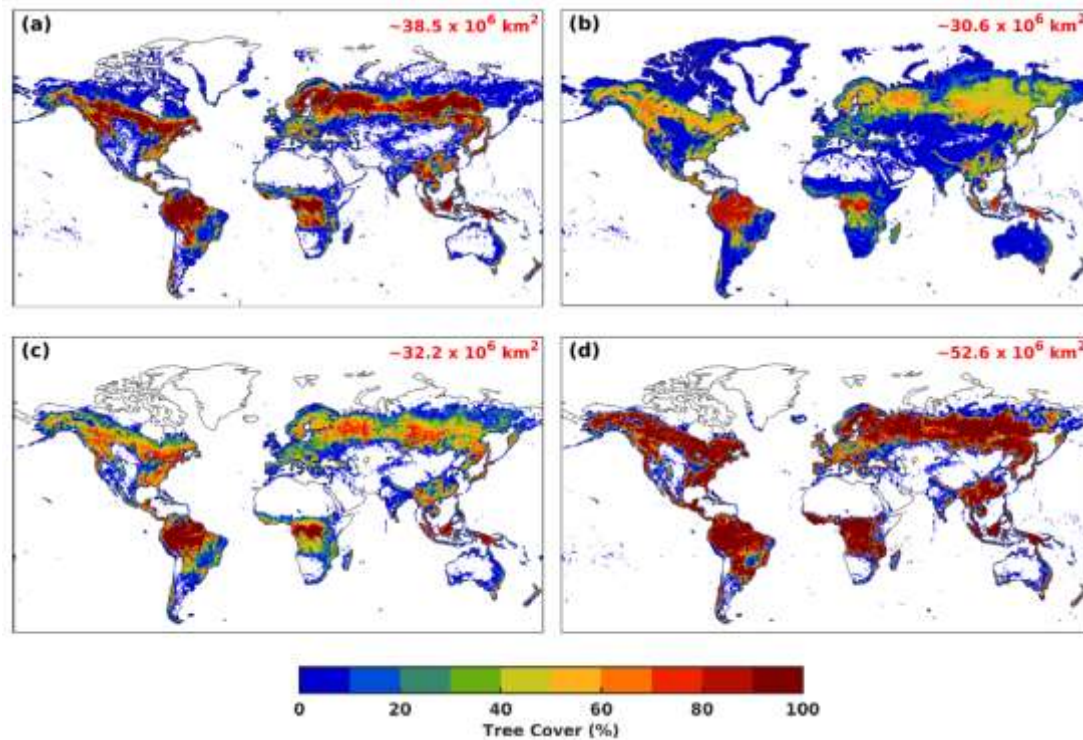 (a) ~38.5 x 10⁶ km²
(b) ~30.6 x 10⁶ km²
(c) ~32.2 x 10⁶ km²
(d) ~52.6 x 10⁶ km²
0 20 40 60 80 100
Tree Cover (%)